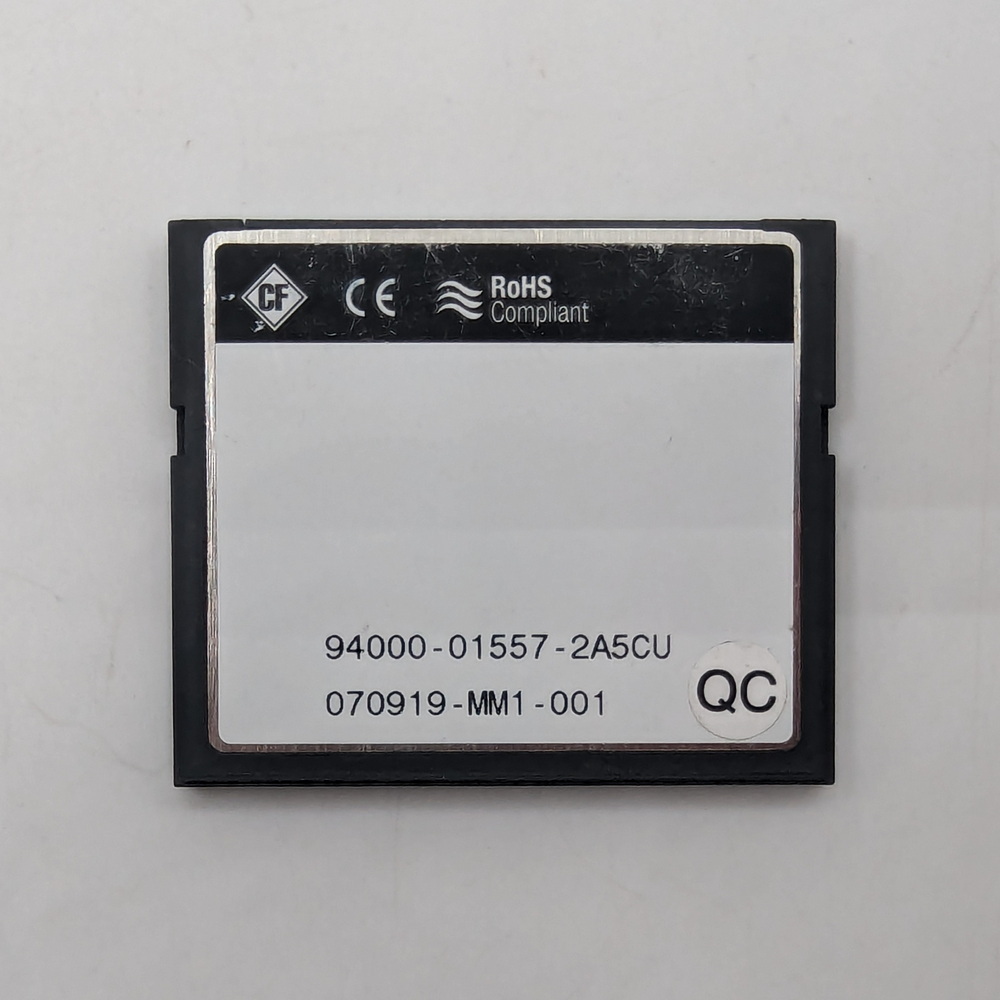 CF CE RoHS
Compliant
94000-01557-2A5CU
070919-MM1-001
QC